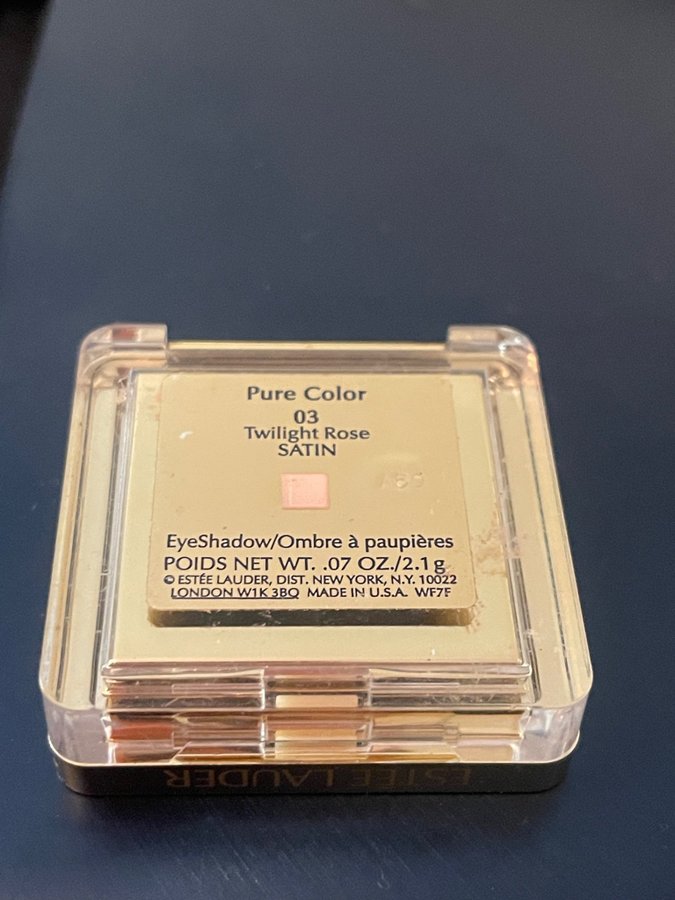 Pure Color
03
Twilight Rose
SATIN
EyeShadow/Ombre à paupières
POIDS NET WT. .07 OZ./2.1 g
© ESTÉE LAUDER, DIST. NEW YORK, N.Y. 10022
LONDON W1K 3BQ MADE IN U.S.A. WF7F
ESTĒE LAUDER